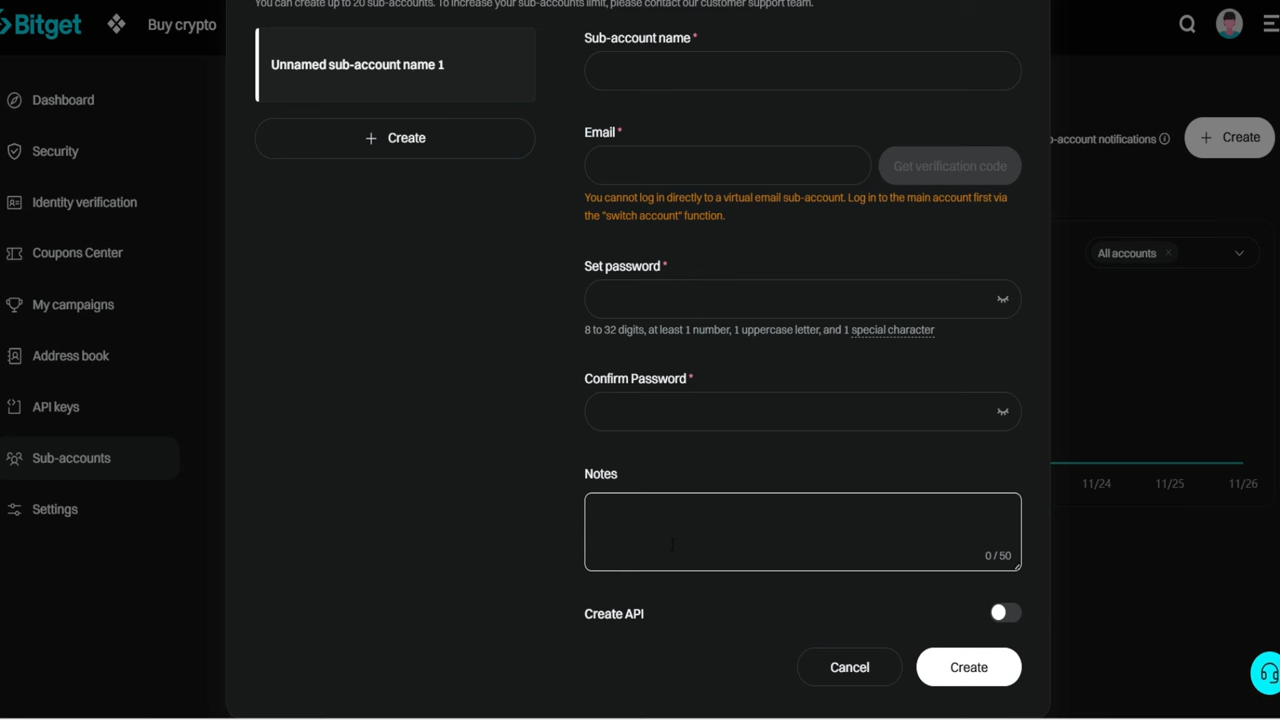 You can create up to 20 sub-accounts. To increase your sub-accounts limit, please contact our customer support team.
Bitget
Buy crypto
Dashboard
Security
Identity verification
Coupons Center
My campaigns
Address book
API keys
Sub-accounts
Settings
Unnamed sub-account name 1
+ Create
Sub-account name *
Email *
Get verification code
You cannot log in directly to a virtual email sub-account. Log in to the main account first via
the "switch account" function.
Set password *
8 to 32 digits, at least 1 number, 1 uppercase letter, and 1 special character
Confirm Password *
Notes
0 / 50
Create API
Cancel
Create
b-account notifications
+ Create
All accounts
11/24 11/25 11/26